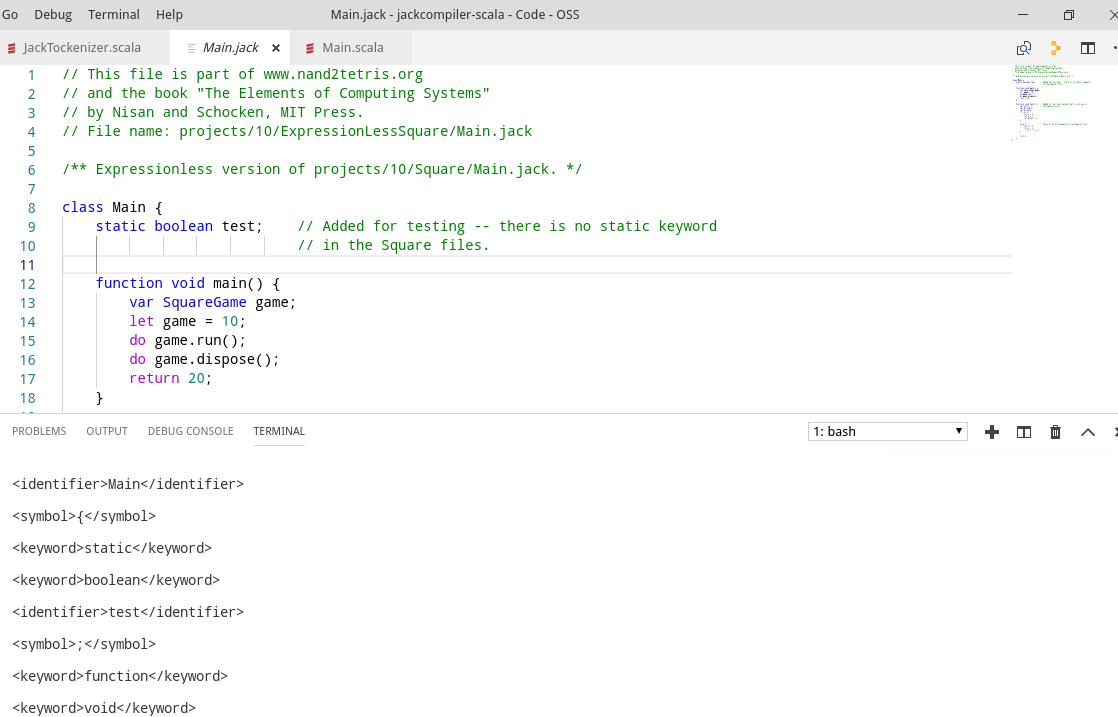 Go Debug Terminal Help Main.jack - jackcompiler-scala - Code - OSS
JackTockenizer.scala Main.jack Main.scala
1 // This file is part of www.nand2tetris.org
2 // and the book "The Elements of Computing Systems"
3 // by Nisan and Schocken, MIT Press.
4 // File name: projects/10/ExpressionLessSquare/Main.jack
5
6 /** Expressionless version of projects/10/Square/Main.jack. */
7
8 class Main {
9 static boolean test; // Added for testing -- there is no static keyword
10 // in the Square files.
11
12 function void main() {
13 var SquareGame game;
14 let game = 10;
15 do game.run();
16 do game.dispose();
17 return 20;
18 }
PROBLEMS OUTPUT DEBUG CONSOLE TERMINAL 1: bash
<identifier>Main</identifier>
<symbol>{</symbol>
<keyword>static</keyword>
<keyword>boolean</keyword>
<identifier>test</identifier>
<symbol>;</symbol>
<keyword>function</keyword>
<keyword>void</keyword>